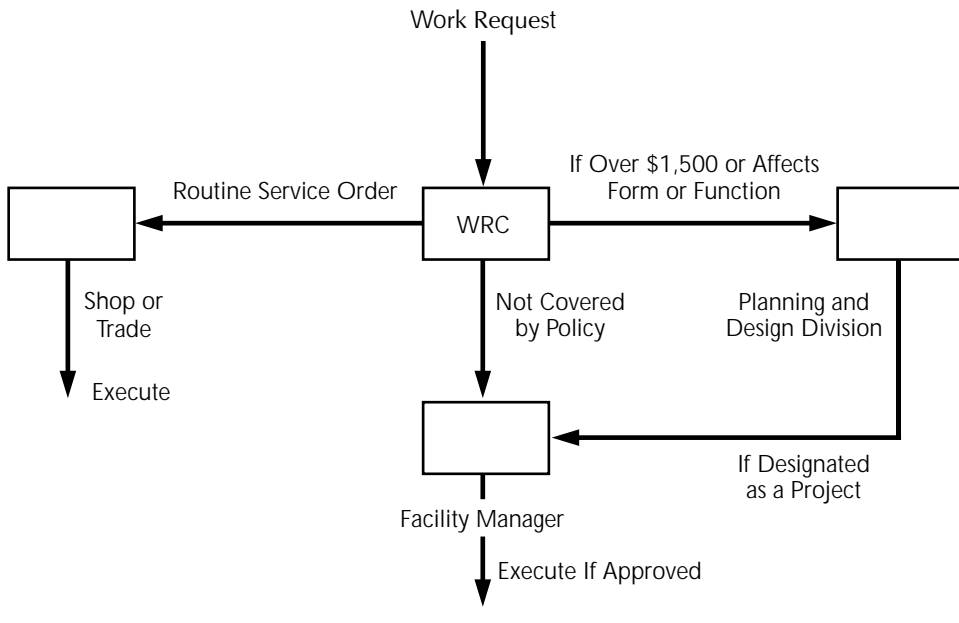 Work Request
Routine Service Order
If Over $1,500 or Affects
Form or Function
WRC
Shop or
Trade
Not Covered
by Policy
Planning and
Design Division
Execute
If Designated
as a Project
Facility Manager
Execute If Approved